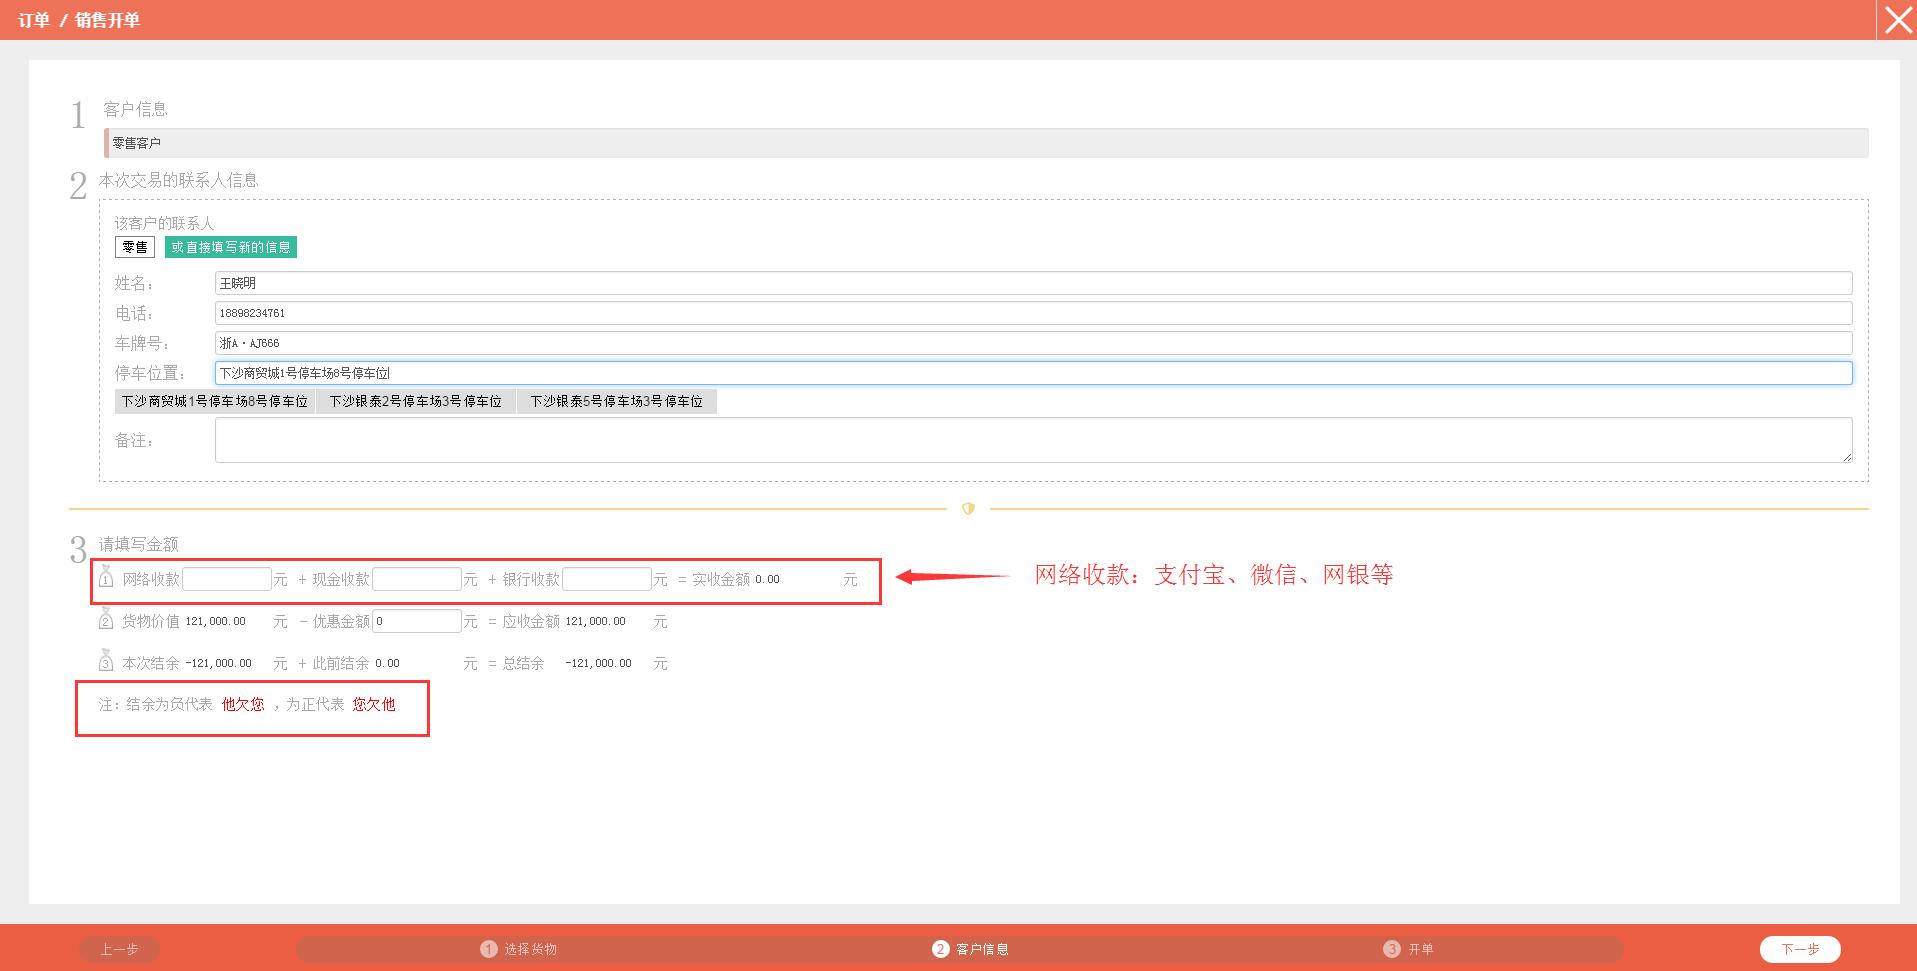 订单 / 销售开单
1 客户信息
零售客户
2 本次交易的联系人信息
该客户的联系人
零售 或直接填写新的信息
姓名： 王晓明
电话： 18898234761
车牌号： 浙A·AJ666
停车位置： 下沙商贸城1号停车场8号停车位
下沙商贸城1号停车场8号停车位 下沙银泰2号停车场3号停车位 下沙银泰5号停车场3号停车位
备注：
3 请填写金额
1 网络收款 元 + 现金收款 元 + 银行收款 元 = 实收金额 0.00 元
网络收款：支付宝、微信、网银等
2 货物价值 121,000.00 元 - 优惠金额 0 元 = 应收金额 121,000.00 元
3 本次结余 -121,000.00 元 + 此前结余 0.00 元 = 总结余 -121,000.00 元
注：结余为负代表 他欠您 ，为正代表 您欠他
上一步 1 选择货物 2 客户信息 3 开单 下一步